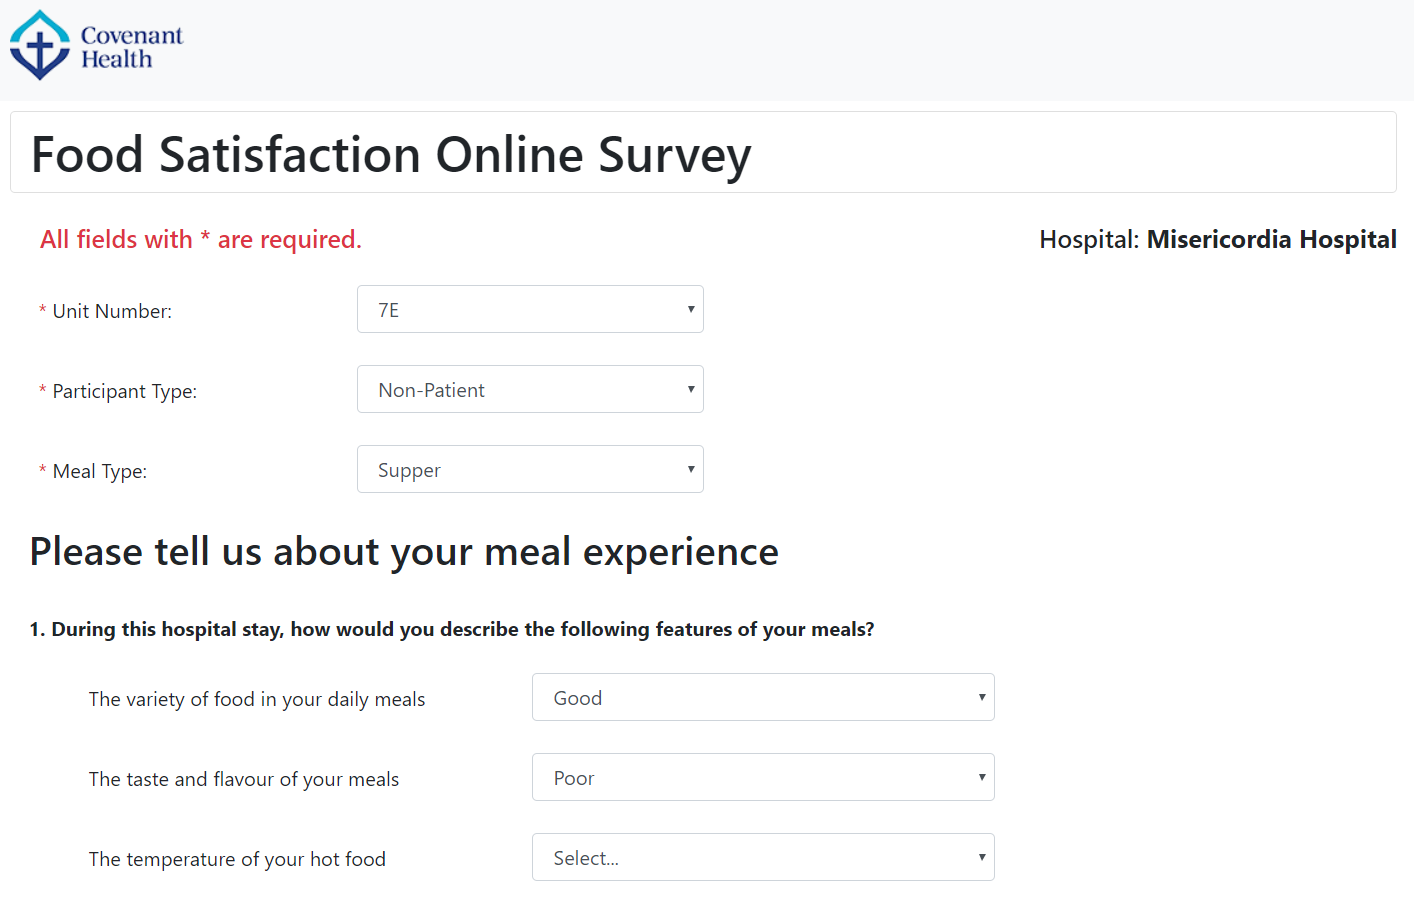 Covenant
Health
Food Satisfaction Online Survey
All fields with * are required.
Hospital: Misericordia Hospital
* Unit Number:
7E
* Participant Type:
Non-Patient
* Meal Type:
Supper
Please tell us about your meal experience
1. During this hospital stay, how would you describe the following features of your meals?
The variety of food in your daily meals
Good
The taste and flavour of your meals
Poor
The temperature of your hot food
Select...